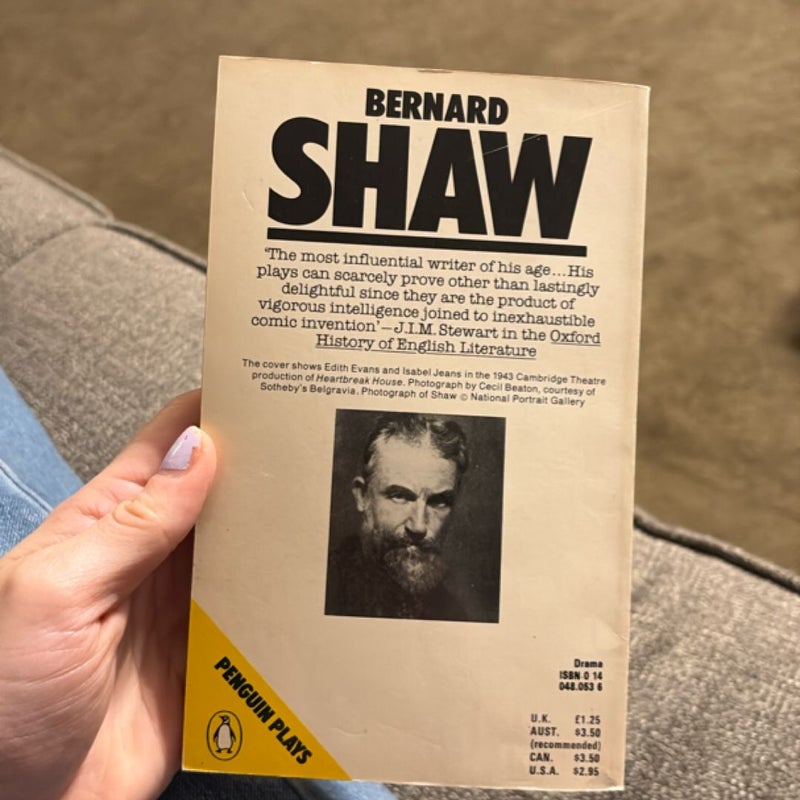 BERNARD
SHAW
'The most influential writer of his age...His
plays can scarcely prove other than lastingly
delightful since they are the product of
vigorous intelligence joined to inexhaustible
comic invention'—J.I.M. Stewart in the Oxford
History of English Literature
The cover shows Edith Evans and Isabel Jeans in the 1943 Cambridge Theatre
production of Heartbreak House. Photograph by Cecil Beaton, courtesy of
Sotheby's Belgravia. Photograph of Shaw © National Portrait Gallery
PENGUIN PLAYS
Drama
ISBN 0 14
048.053 6
U.K. £1.25
AUST. $3.50
(recommended)
CAN. $3.50
U.S.A. $2.95